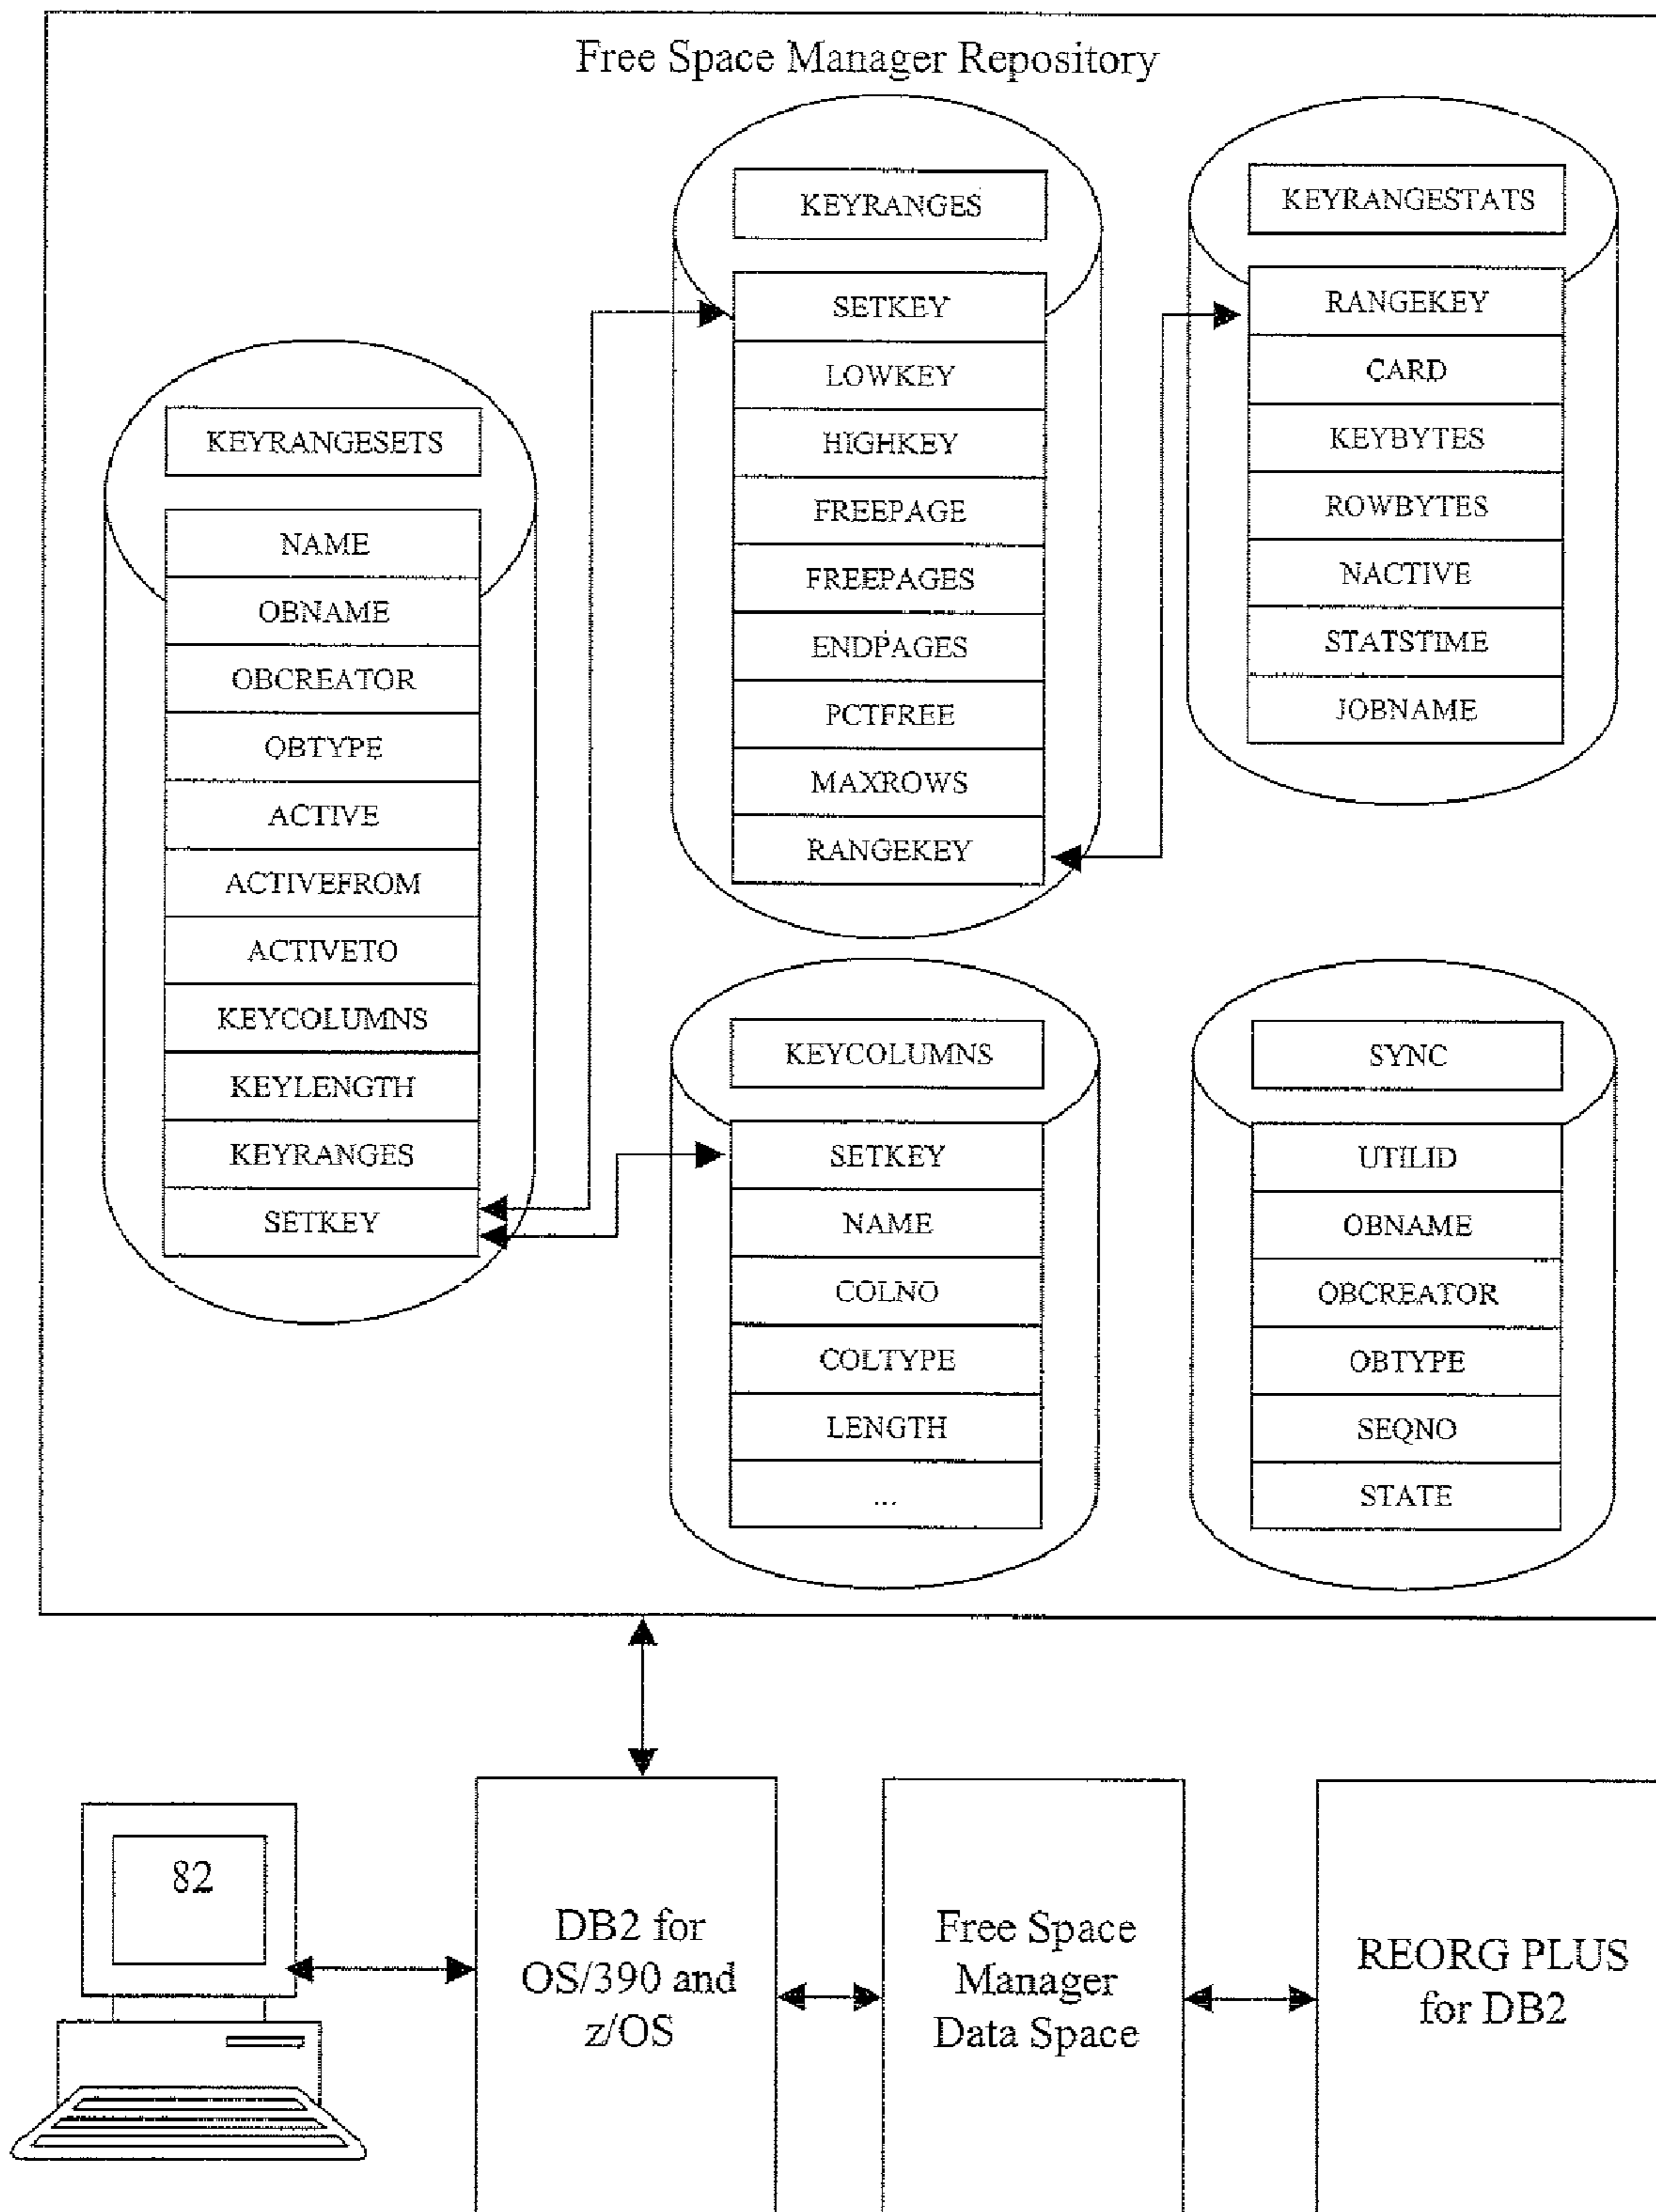 Free Space Manager Repository
KEYRANGESETS
NAME
OBNAME
OBCREATOR
OBTYPE
ACTIVE
ACTIVEFROM
ACTIVETO
KEYCOLUMNS
KEYLENGTH
KEYRANGES
SETKEY
KEYRANGES
SETKEY
LOWKEY
HIGHKEY
FREEPAGE
FREEPAGES
ENDPAGES
PCTFREE
MAXROWS
RANGEKEY
KEYRANGESTATS
RANGEKEY
CARD
KEYBYTES
ROWBYTES
NACTIVE
STATSTIME
JOBNAME
KEYCOLUMNS
SETKEY
NAME
COLNO
COLTYPE
LENGTH
...
SYNC
UTILID
OBNAME
OBCREATOR
OBTYPE
SEQNO
STATE
82
DB2 for
OS/390 and
z/OS
Free Space
Manager
Data Space
REORG PLUS
for DB2